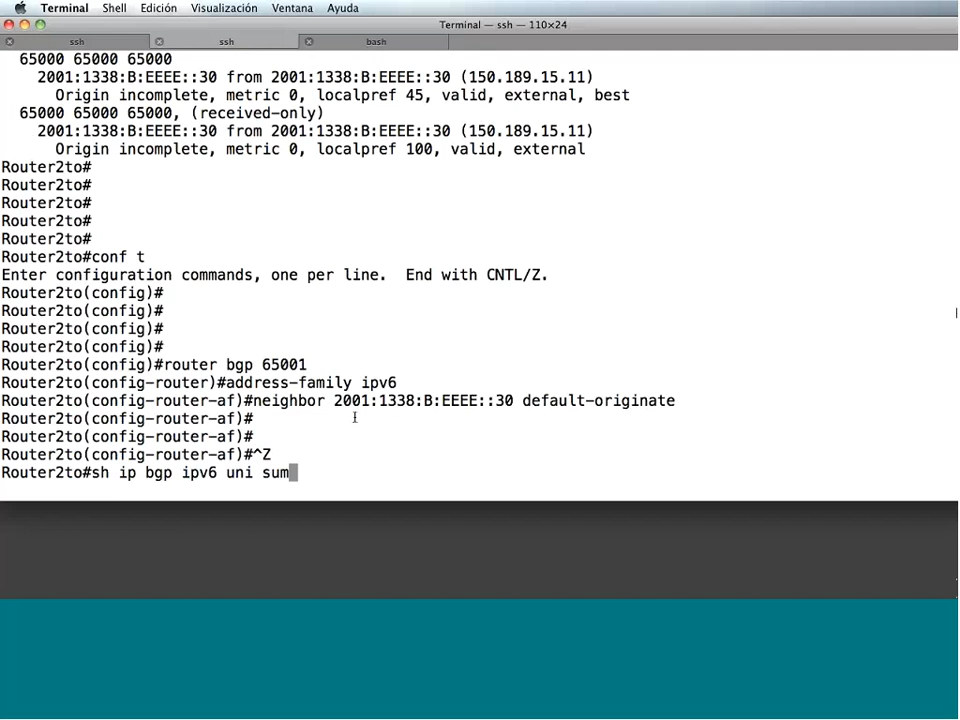 Terminal Shell Edición Visualización Ventana Ayuda
Terminal — ssh — 110×24
ssh ssh bash
65000 65000 65000
2001:1338:B:EEEE::30 from 2001:1338:B:EEEE::30 (150.189.15.11)
Origin incomplete, metric 0, localpref 45, valid, external, best
65000 65000 65000, (received-only)
2001:1338:B:EEEE::30 from 2001:1338:B:EEEE::30 (150.189.15.11)
Origin incomplete, metric 0, localpref 100, valid, external
Router2to#
Router2to#
Router2to#
Router2to#
Router2to#
Router2to#conf t
Enter configuration commands, one per line.  End with CNTL/Z.
Router2to(config)#
Router2to(config)#
Router2to(config)#
Router2to(config)#
Router2to(config)#router bgp 65001
Router2to(config-router)#address-family ipv6
Router2to(config-router-af)#neighbor 2001:1338:B:EEEE::30 default-originate
Router2to(config-router-af)#
Router2to(config-router-af)#
Router2to(config-router-af)#^Z
Router2to#sh ip bgp ipv6 uni sum